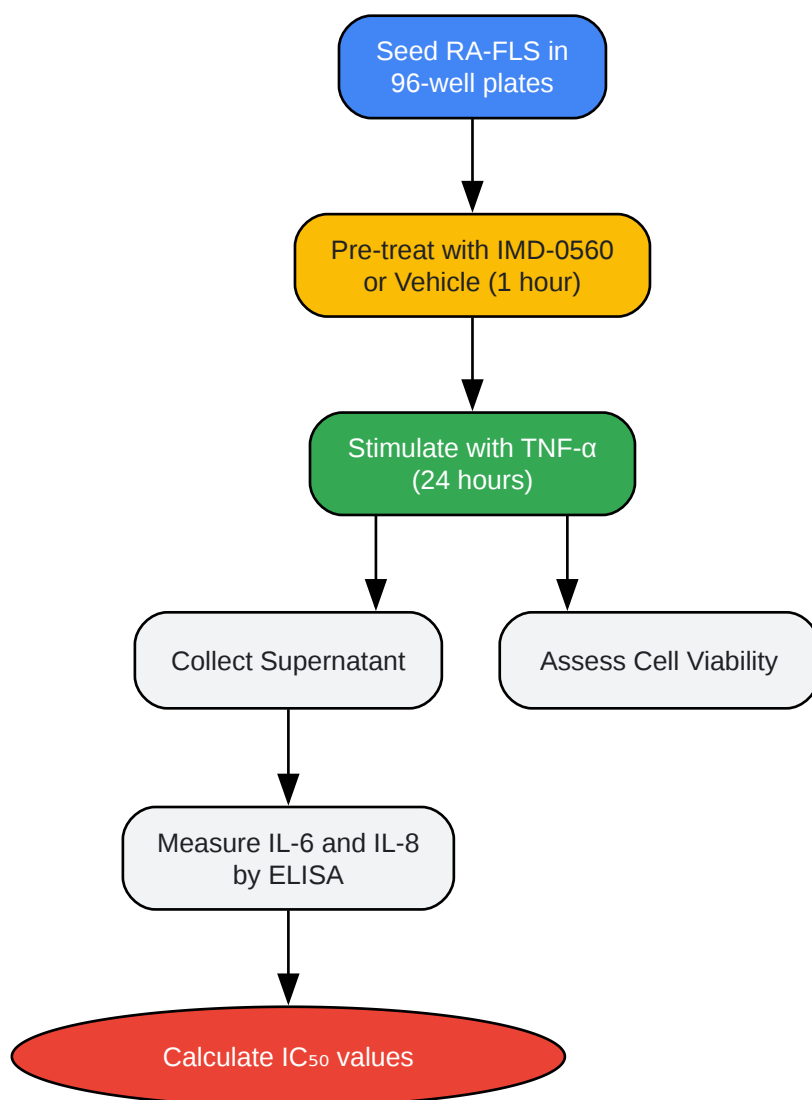 Seed RA-FLS in
96-well plates
Pre-treat with IMD-0560
or Vehicle (1 hour)
Stimulate with TNF-α
(24 hours)
Collect Supernatant
Assess Cell Viability
Measure IL-6 and IL-8
by ELISA
Calculate IC₅₀ values